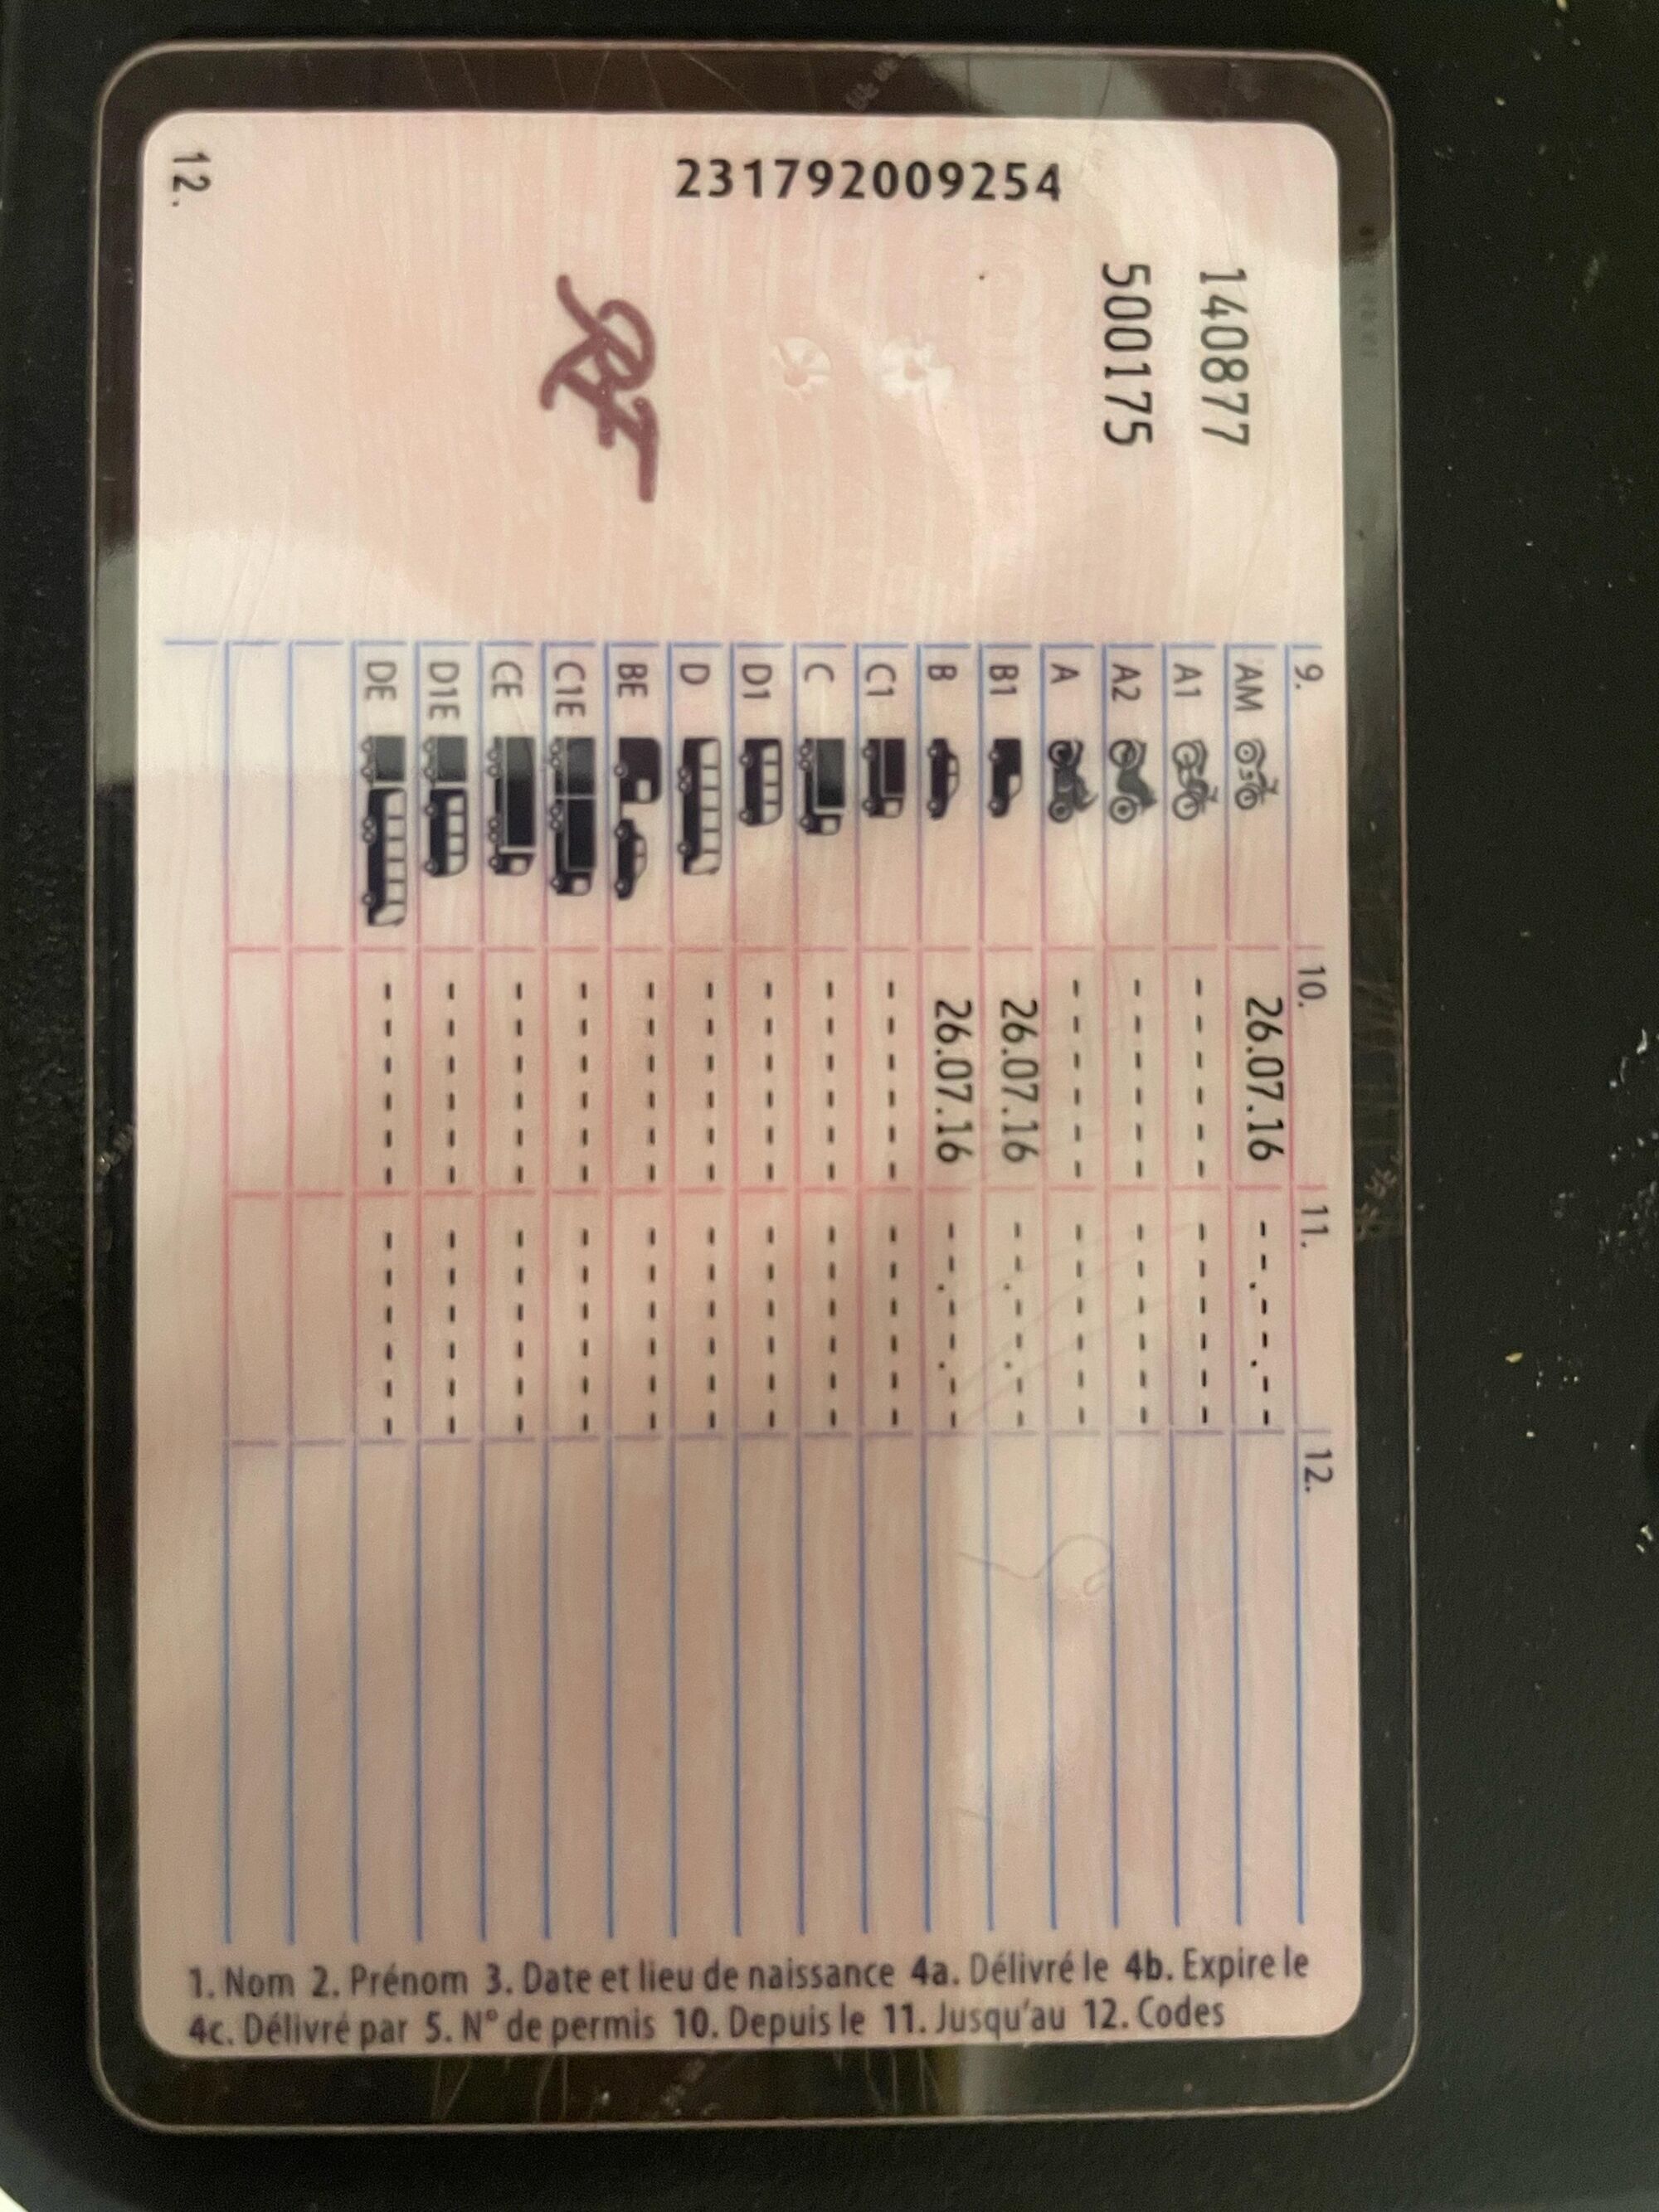 12.
231792009254
140877
500175
9. 10. 11. 12.
AM 26.07.16 --.--.--
A1 ------ ------
A2 ------ ------
A ------ ------
B1 26.07.16 --.--.--
B 26.07.16 --.--.--
C1 ------ ------
C ------ ------
D1 ------ ------
D ------ ------
BE ------ ------
C1E ------ ------
CE ------ ------
D1E ------ ------
DE ------ ------
1. Nom 2. Prénom 3. Date et lieu de naissance 4a. Délivré le 4b. Expire le
4c. Délivré par 5. N° de permis 10. Depuis le 11. Jusqu'au 12. Codes